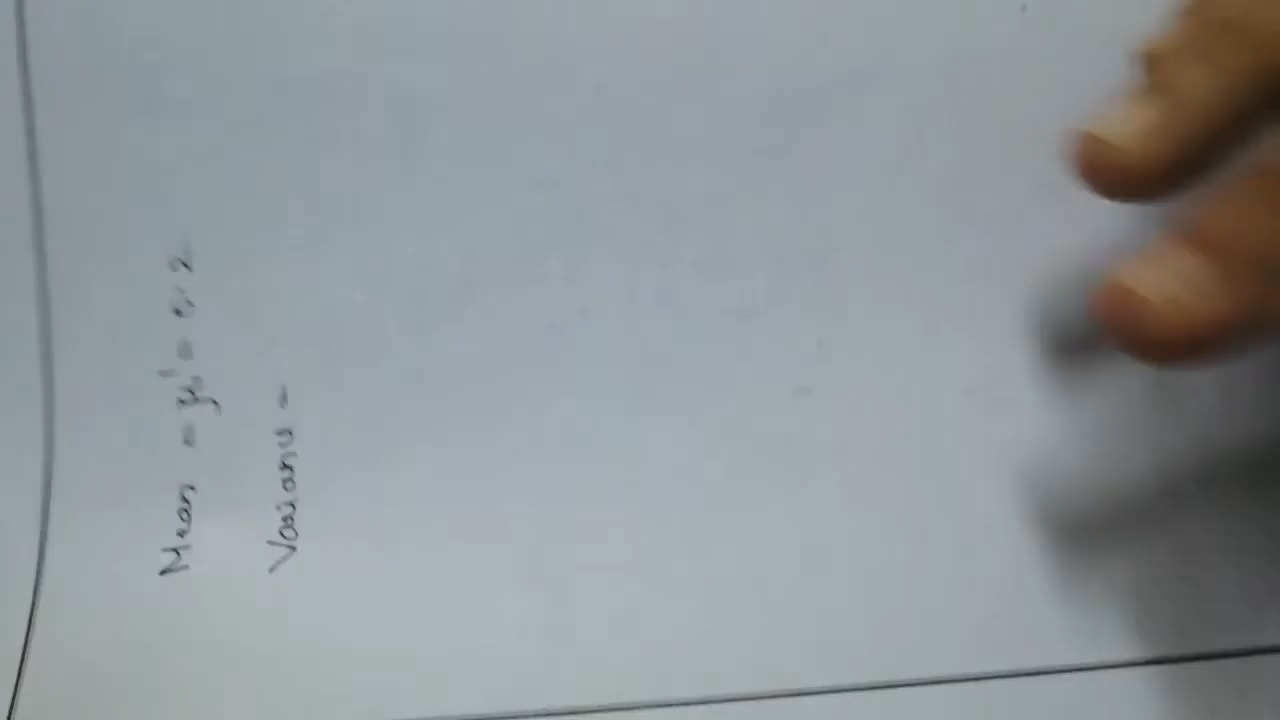 Mean = μ₁' = 0.2
Variance =